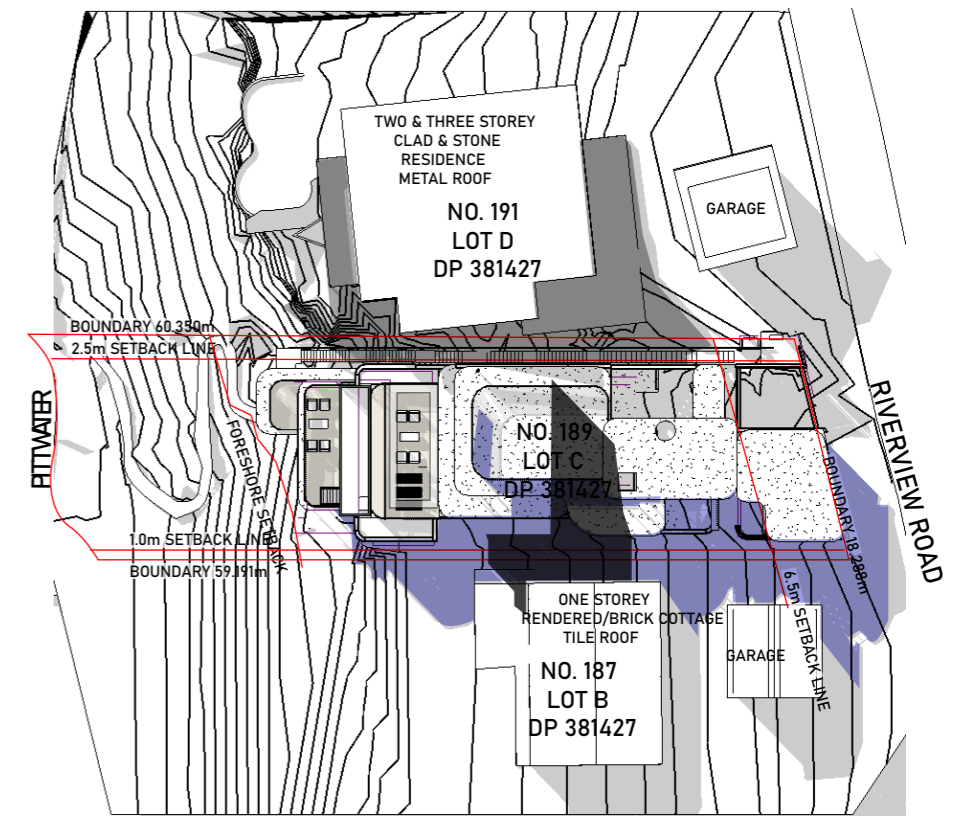 TWO & THREE STOREY
CLAD & STONE
RESIDENCE
METAL ROOF
NO. 191
LOT D
DP 381427
GARAGE
BOUNDARY 60.350m
2.5m SETBACK LINE
PITTWATER
FORESHORE SETBACK
NO. 189
LOT C
DP 381427
RIVERVIEW ROAD
BOUNDARY 18.288m
1.0m SETBACK LINE
BOUNDARY 59.191m
6.5m SETBACK LINE
ONE STOREY
RENDERED/BRICK COTTAGE
TILE ROOF
NO. 187
LOT B
DP 381427
GARAGE